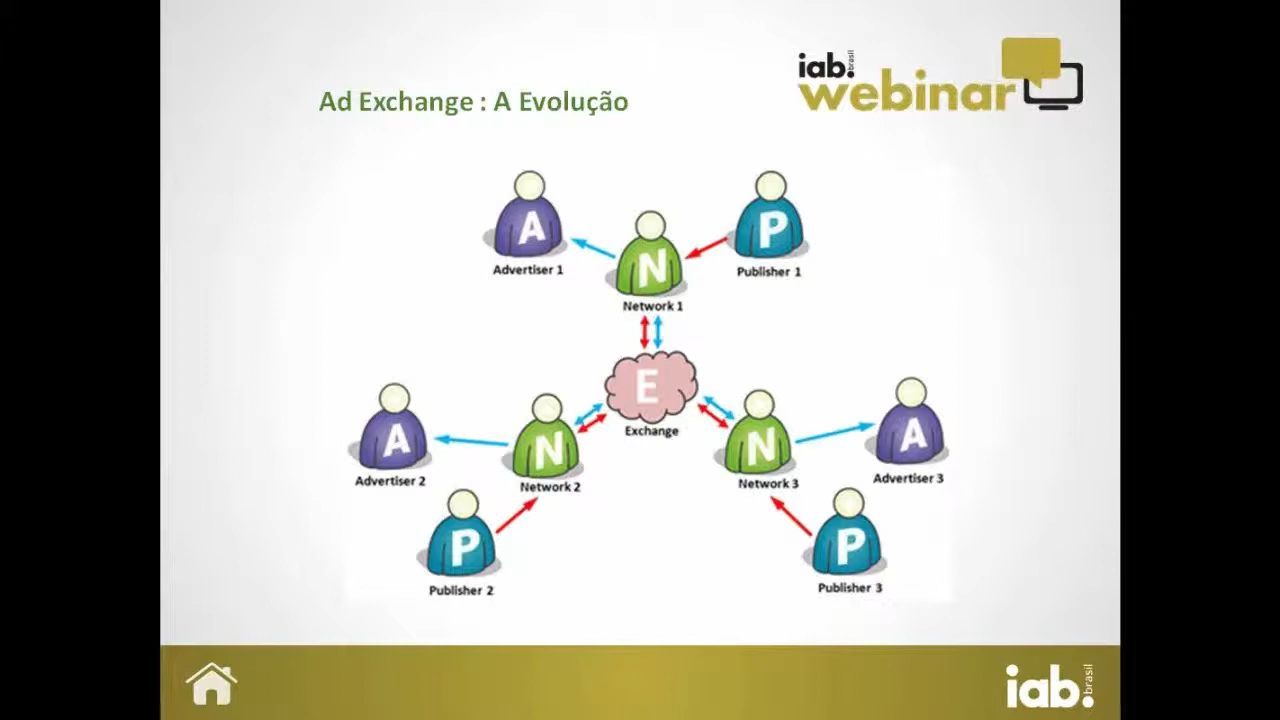 iab.brasil
webinar
Ad Exchange : A Evolução
A
Advertiser 1
N
Network 1
P
Publisher 1
E
Exchange
A
Advertiser 2
N
Network 2
P
Publisher 2
N
Network 3
A
Advertiser 3
P
Publisher 3
iab.brasil